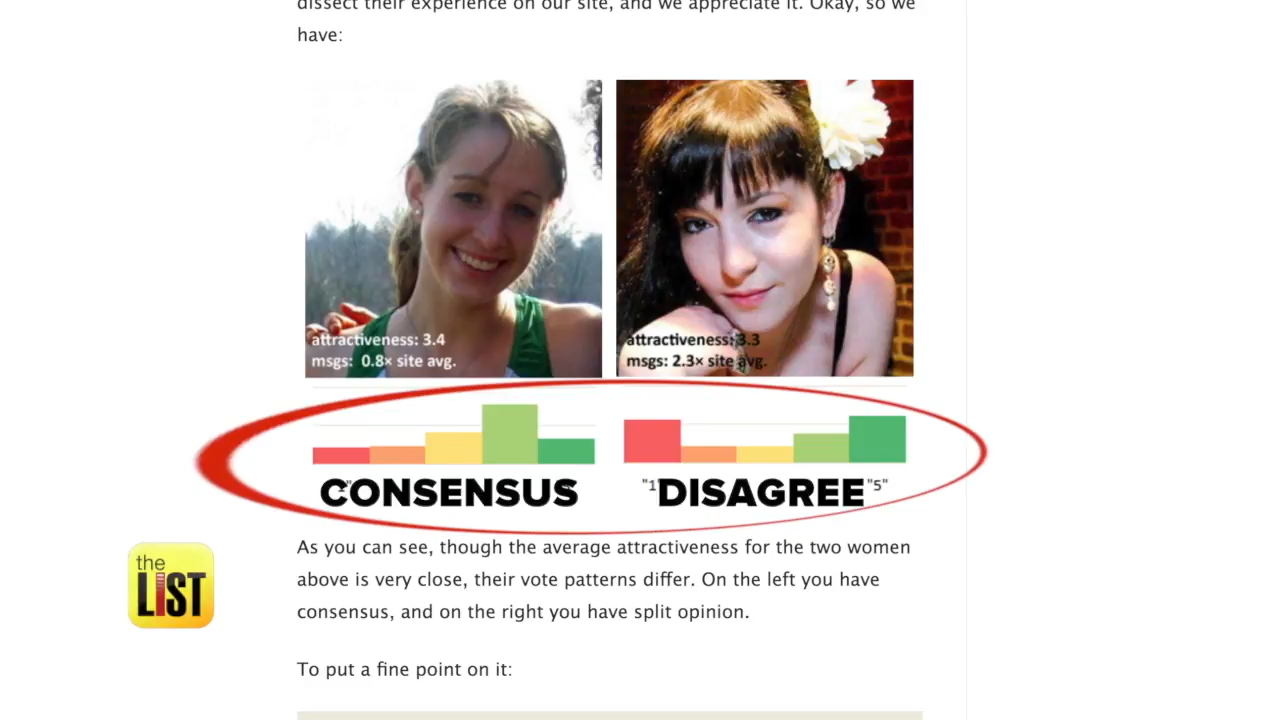 dissect their experience on our site, and we appreciate it. Okay, so we
have:
attractiveness: 3.4
msgs: 0.8× site avg.
attractiveness: 3.3
msgs: 2.3× site avg.
CONSENSUS
"1"
DISAGREE
"5"
As you can see, though the average attractiveness for the two women
above is very close, their vote patterns differ. On the left you have
consensus, and on the right you have split opinion.
To put a fine point on it:
the
LIST